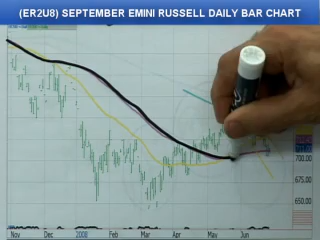 (ER2U8) SEPTEMBER EMINI RUSSELL DAILY BAR CHART
700.00
675.00
650.00
Nov Dec 2008 Feb Mar Apr May Jun